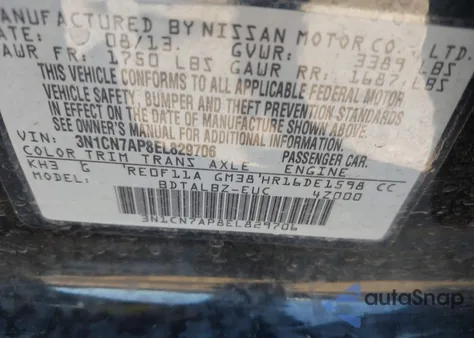 MANUFACTURED BY NISSAN MOTOR CO., LTD.
DATE: 08/13. GVWR: 3389 LBS
GAWR FR: 1750 LBS GAWR RR: 1687 LBS
THIS VEHICLE CONFORMS TO ALL APPLICABLE FEDERAL MOTOR
VEHICLE SAFETY, BUMPER AND THEFT PREVENTION STANDARDS
IN EFFECT ON THE DATE OF MANUFACTURE SHOWN ABOVE.
SEE OWNER'S MANUAL FOR ADDITIONAL INFORMATION
VIN: 3N1CN7AP8EL829706 PASSENGER CAR
COLOR TRIM TRANS AXLE ENGINE
KH3 G RE0F11A GM38 HR16DE1598 CC
MODEL: BDTALBZ-EUC 4Z000
3N1CN7AP8EL829706
autoSnap